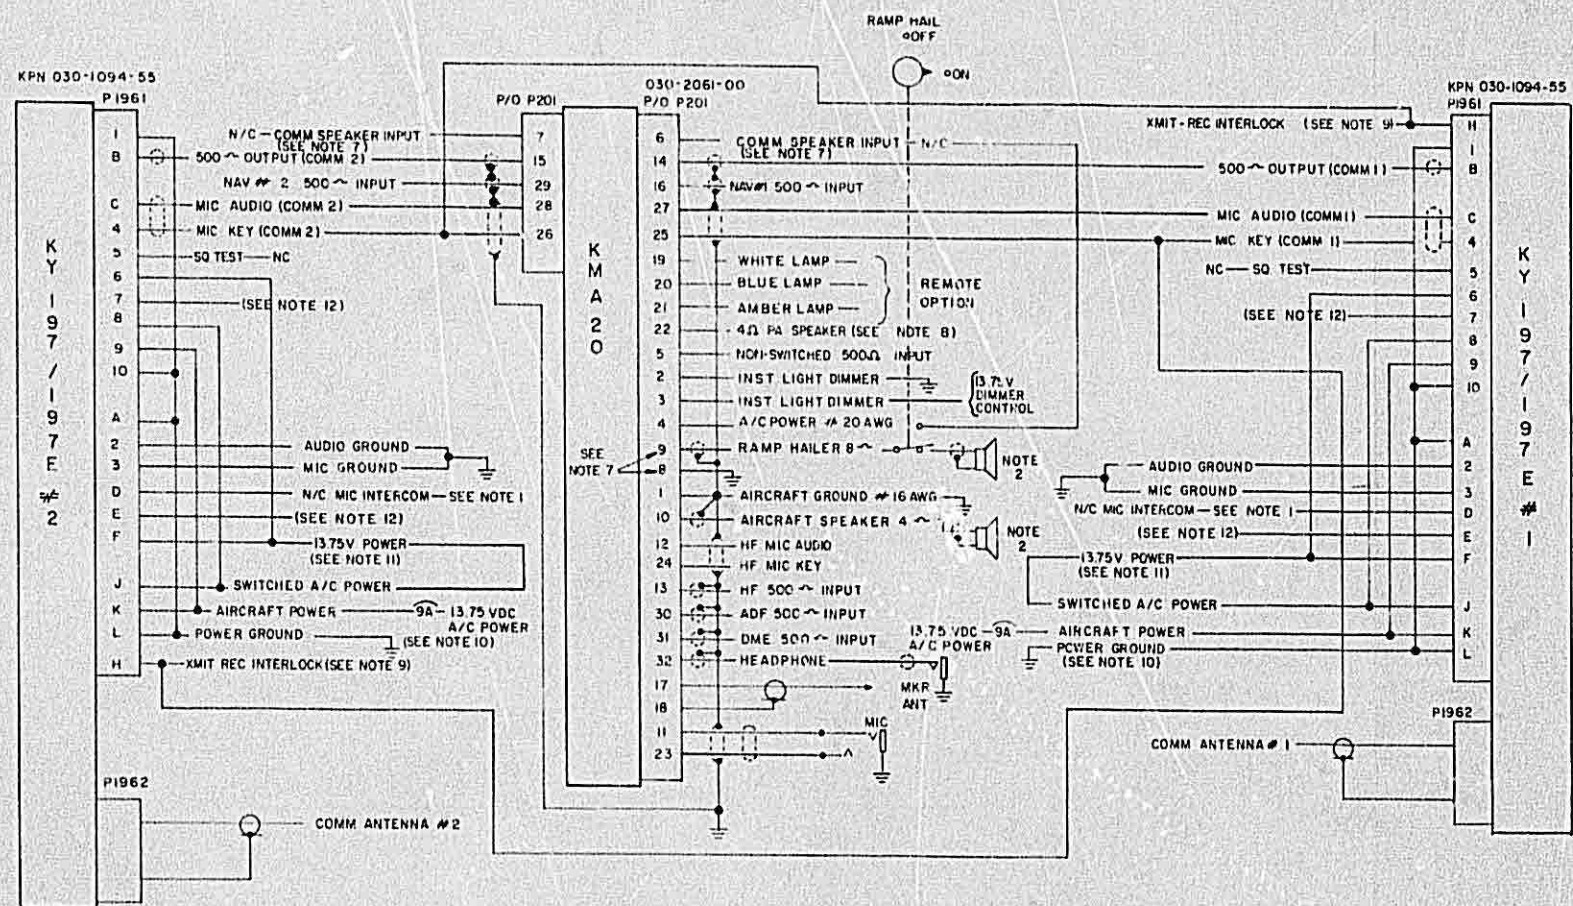 RAMP HAIL
OFF
ON
KPN 030-1094-55
P1961
KY 197/197E #2
1
B
C
4
5
6
7
8
9
10
A
2
3
D
E
F
J
K
L
H
N/C - COMM SPEAKER INPUT
(SEE NOTE 7)
500 ~ OUTPUT (COMM 2)
NAV # 2 500 ~ INPUT
MIC AUDIO (COMM 2)
MIC KEY (COMM 2)
SQ TEST NC
(SEE NOTE 12)
AUDIO GROUND
MIC GROUND
N/C MIC INTERCOM - SEE NOTE 1
(SEE NOTE 12)
13.75V POWER
(SEE NOTE 11)
SWITCHED A/C POWER
AIRCRAFT POWER 9A 13.75 VDC
A/C POWER
POWER GROUND (SEE NOTE 10)
XMIT REC INTERLOCK (SEE NOTE 9)
P1962
COMM ANTENNA #2
P/O P201
7
15
29
28
26
KMA 20
SEE
NOTE 7
030-2061-00
P/O P201
6 COMM SPEAKER INPUT - N/C
(SEE NOTE 7)
14
16 NAV#1 500 ~ INPUT
27
25
19 WHITE LAMP
20 BLUE LAMP
21 AMBER LAMP
REMOTE
OPTION
22 4Ω PA SPEAKER (SEE NOTE 8)
5 NON-SWITCHED 500Ω INPUT
2 INST LIGHT DIMMER
3 INST LIGHT DIMMER
13.75V
DIMMER
CONTROL
4 A/C POWER # 20 AWG
9 RAMP HAILER 8 ~
NOTE
2
8
1 AIRCRAFT GROUND # 16 AWG
10 AIRCRAFT SPEAKER 4 ~
NOTE
2
12 HF MIC AUDIO
24 HF MIC KEY
13 HF 500 ~ INPUT
30 ADF 500 ~ INPUT
31 DME 500 ~ INPUT
32 HEADPHONE
17
MKR
ANT
18
11 MIC
23
KPN 030-1094-55
P1961
XMIT-REC INTERLOCK (SEE NOTE 9) H
1
500 ~ OUTPUT (COMM 1) B
MIC AUDIO (COMM 1) C
MIC KEY (COMM 1) 4
NC SQ TEST 5
6
(SEE NOTE 12) 7
8
9
10
A
AUDIO GROUND 2
MIC GROUND 3
N/C MIC INTERCOM - SEE NOTE 1 D
(SEE NOTE 12) E
13.75V POWER F
(SEE NOTE 11)
SWITCHED A/C POWER J
13.75 VDC 9A AIRCRAFT POWER K
A/C POWER
POWER GROUND L
(SEE NOTE 10)
KY 197/197E #1
P1962
COMM ANTENNA # 1